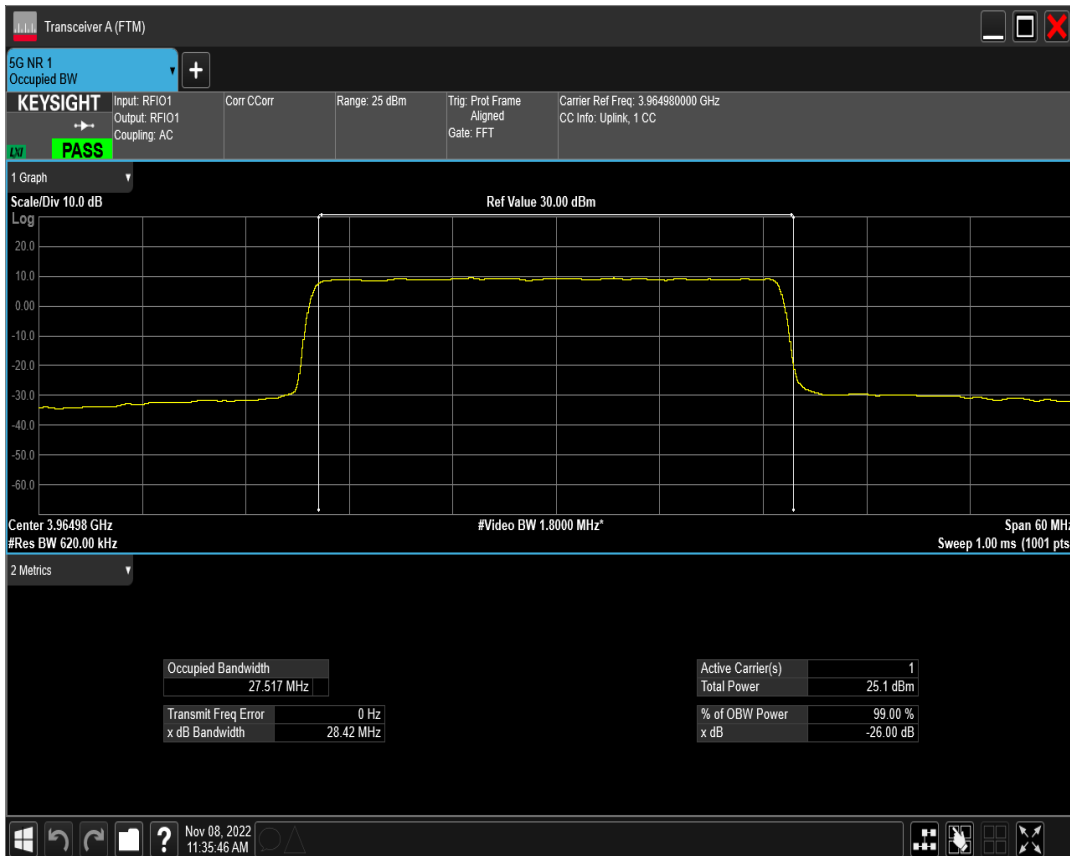 Transceiver A (FTM)
5G NR 1
Occupied BW
+
KEYSIGHT
LXI
PASS
Input: RFIO1
Output: RFIO1
Coupling: AC
Corr CCorr
Range: 25 dBm
Trig: Prot Frame
Aligned
Gate: FFT
Carrier Ref Freq: 3.964980000 GHz
CC Info: Uplink, 1 CC
1 Graph
Scale/Div 10.0 dB
Ref Value 30.00 dBm
Log
20.0
10.0
0.00
-10.0
-20.0
-30.0
-40.0
-50.0
-60.0
Center 3.96498 GHz
#Video BW 1.8000 MHz*
Span 60 MHz
#Res BW 620.00 kHz
Sweep 1.00 ms (1001 pts
2 Metrics
Occupied Bandwidth
27.517 MHz
Transmit Freq Error 0 Hz
x dB Bandwidth 28.42 MHz
Active Carrier(s) 1
Total Power 25.1 dBm
% of OBW Power 99.00 %
x dB -26.00 dB
?
Nov 08, 2022
11:35:46 AM